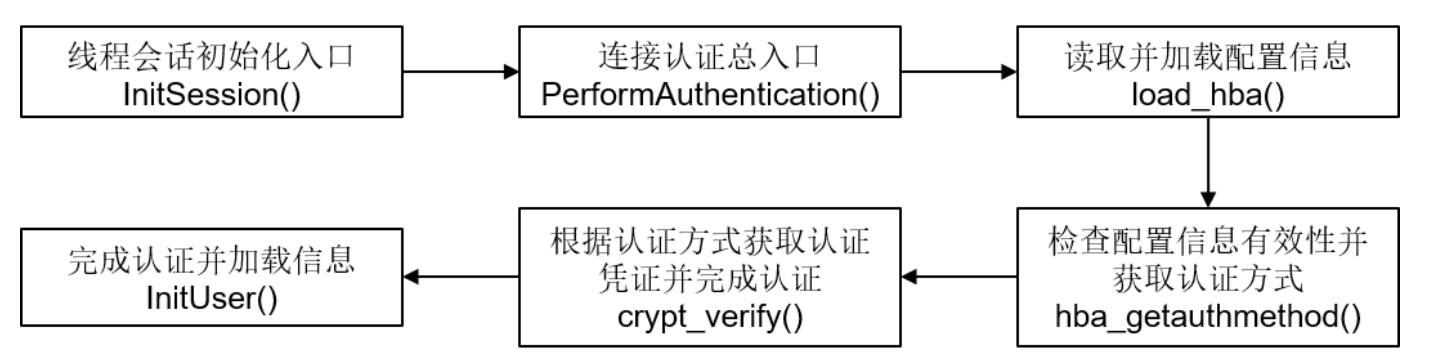 线程会话初始化入口
InitSession()
连接认证总入口
PerformAuthentication()
读取并加载配置信息
load_hba()
检查配置信息有效性并
获取认证方式
hba_getauthmethod()
根据认证方式获取认证
凭证并完成认证
crypt_verify()
完成认证并加载信息
InitUser()